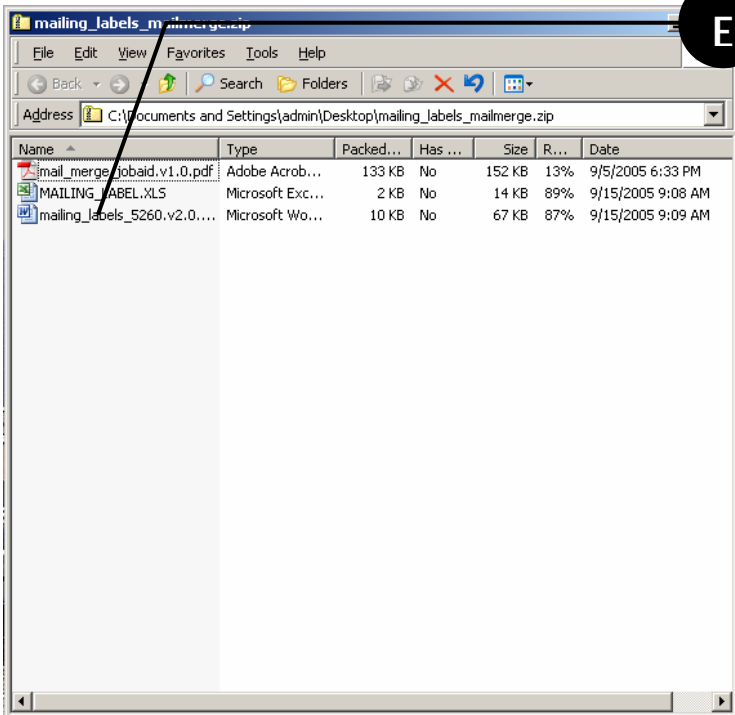 mailing_labels_mailmerge.zip
E
File Edit View Favorites Tools Help
Back Search Folders
Address C:\Documents and Settings\admin\Desktop\mailing_labels_mailmerge.zip
Name Type Packed... Has ... Size R... Date
mail_merge_jobaid.v1.0.pdf Adobe Acrob... 133 KB No 152 KB 13% 9/5/2005 6:33 PM
MAILING_LABEL.XLS Microsoft Exc... 2 KB No 14 KB 89% 9/15/2005 9:08 AM
mailing_labels_5260.v2.0.... Microsoft Wo... 10 KB No 67 KB 87% 9/15/2005 9:09 AM